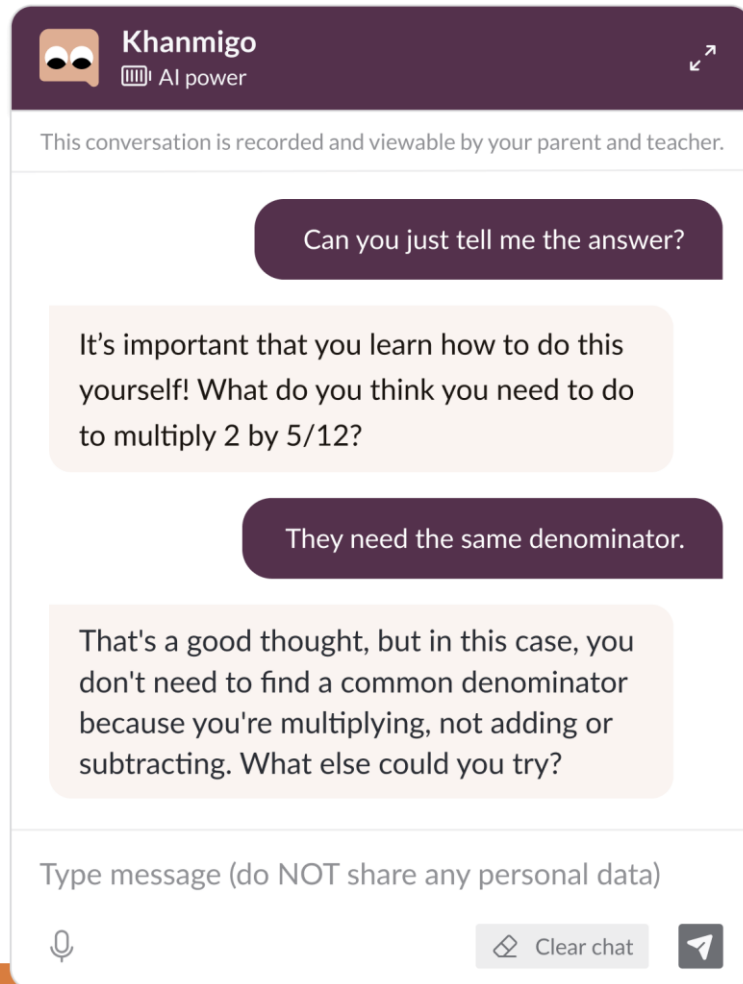 Khanmigo
AI power
This conversation is recorded and viewable by your parent and teacher.
Can you just tell me the answer?
It’s important that you learn how to do this
yourself! What do you think you need to do
to multiply 2 by 5/12?
They need the same denominator.
That's a good thought, but in this case, you
don't need to find a common denominator
because you're multiplying, not adding or
subtracting. What else could you try?
Type message (do NOT share any personal data)
Clear chat